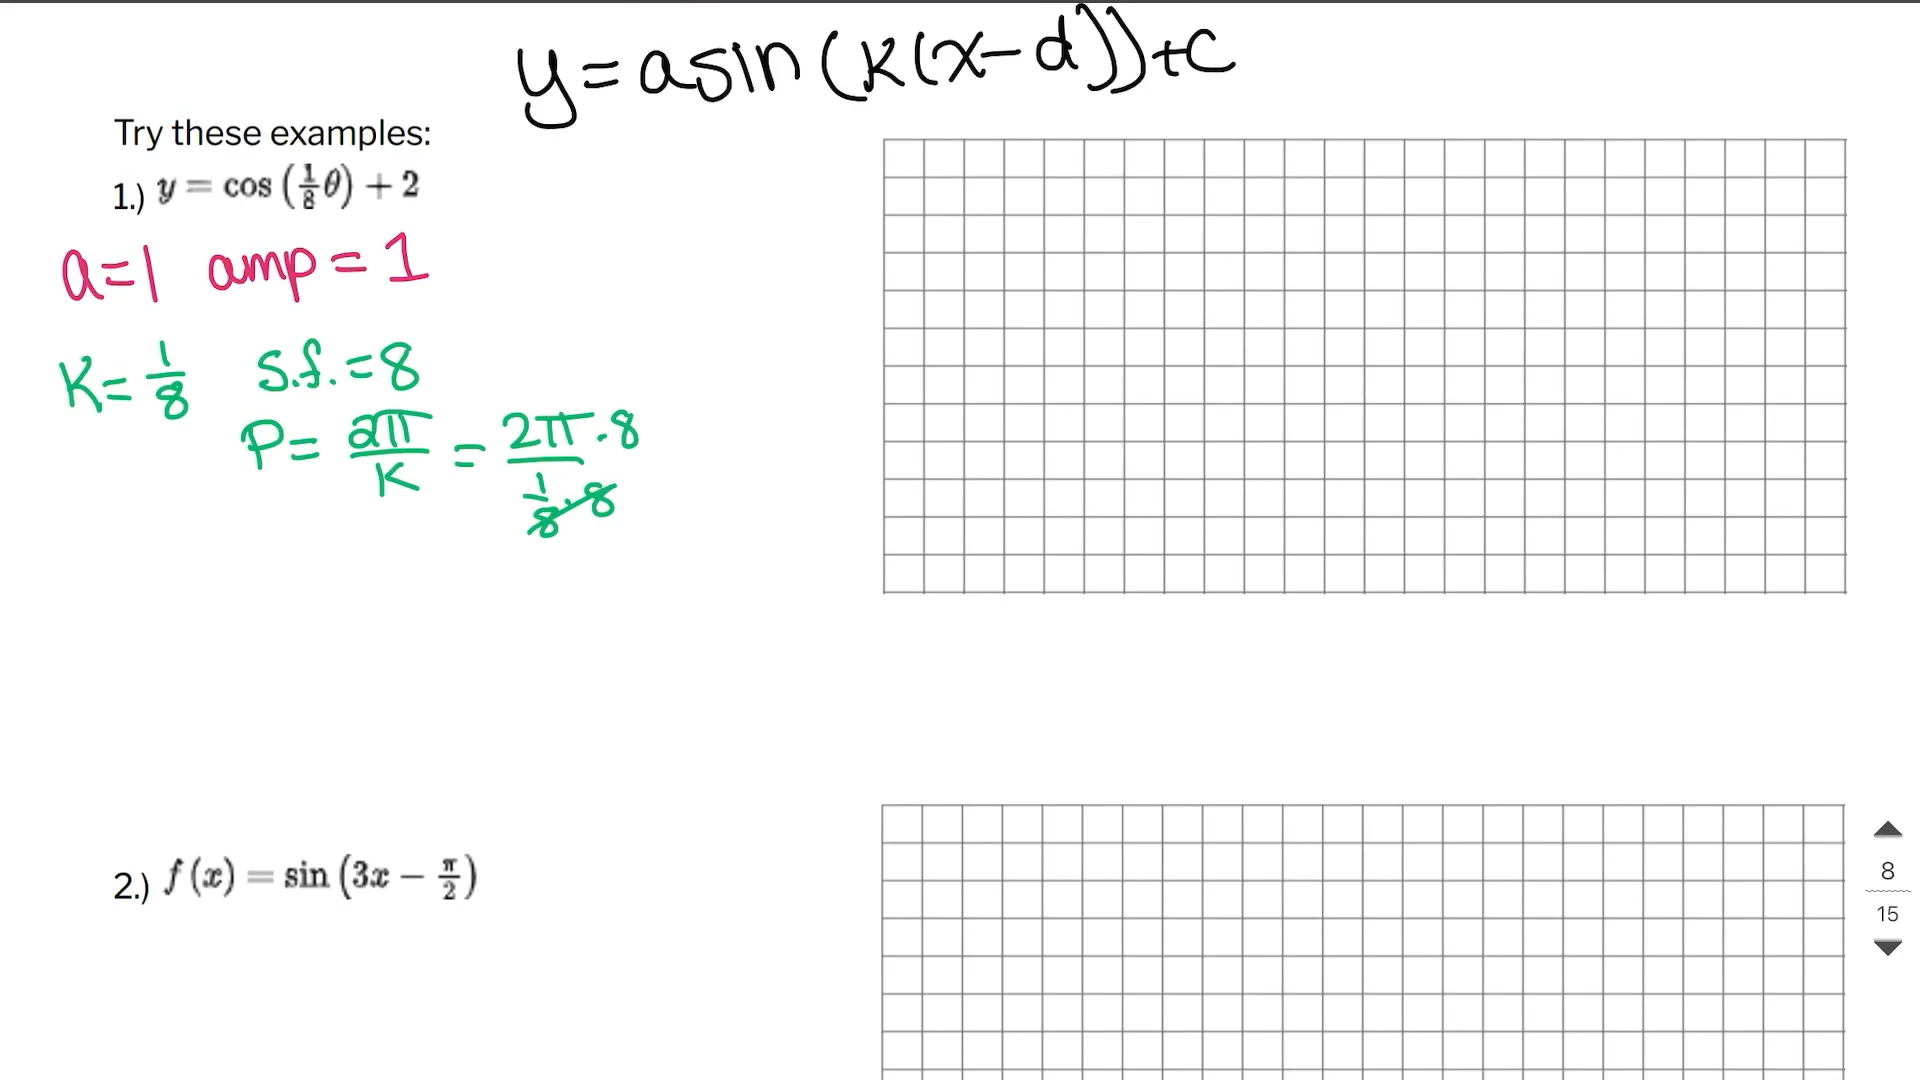 y = a sin (k(x-d))+c
Try these examples:
1.) y = cos (1/8 θ) + 2
a=1 amp = 1
K = 1/8 s.f. = 8
P = 2π/K = 2π·8 / 1/8·8
2.) f(x) = sin (3x − π/2)
8
15